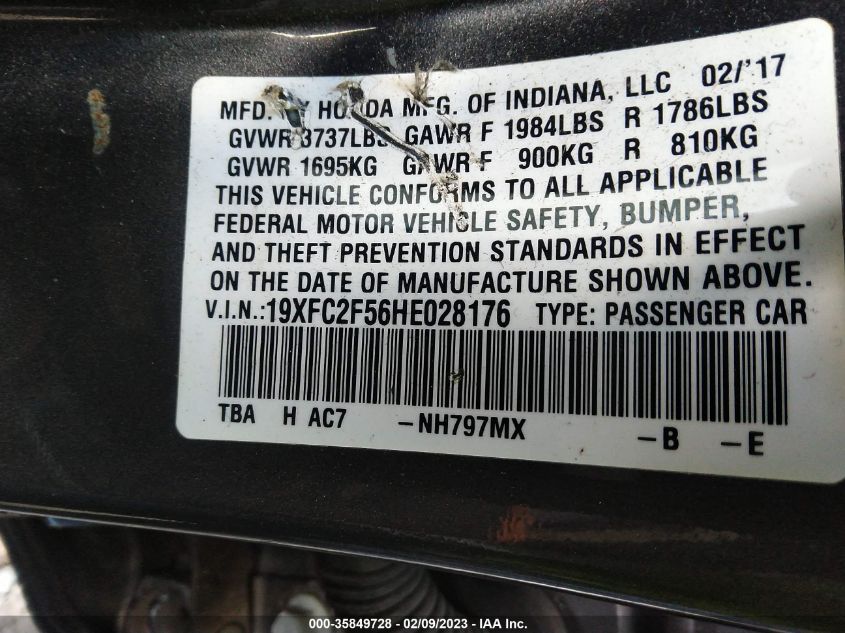 MFD. BY HONDA MFG. OF INDIANA, LLC 02/'17
GVWR 3737LBS GAWR F 1984LBS R 1786LBS
GVWR 1695KG GAWR F 900KG R 810KG
THIS VEHICLE CONFORMS TO ALL APPLICABLE
FEDERAL MOTOR VEHICLE SAFETY, BUMPER,
AND THEFT PREVENTION STANDARDS IN EFFECT
ON THE DATE OF MANUFACTURE SHOWN ABOVE.
V.I.N.:19XFC2F56HE028176 TYPE: PASSENGER CAR
TBA H AC7 –NH797MX –B –E
000-35849728 - 02/09/2023 - IAA Inc.